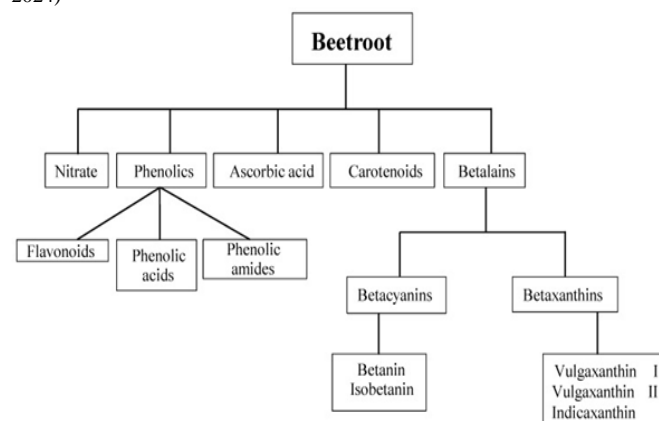 2024)
Beetroot
Nitrate
Phenolics
Ascorbic acid
Carotenoids
Betalains
Flavonoids
Phenolic
acids
Phenolic
amides
Betacyanins
Betaxanthins
Betanin
Isobetanin
Vulgaxanthin I
Vulgaxanthin II
Indicaxanthin